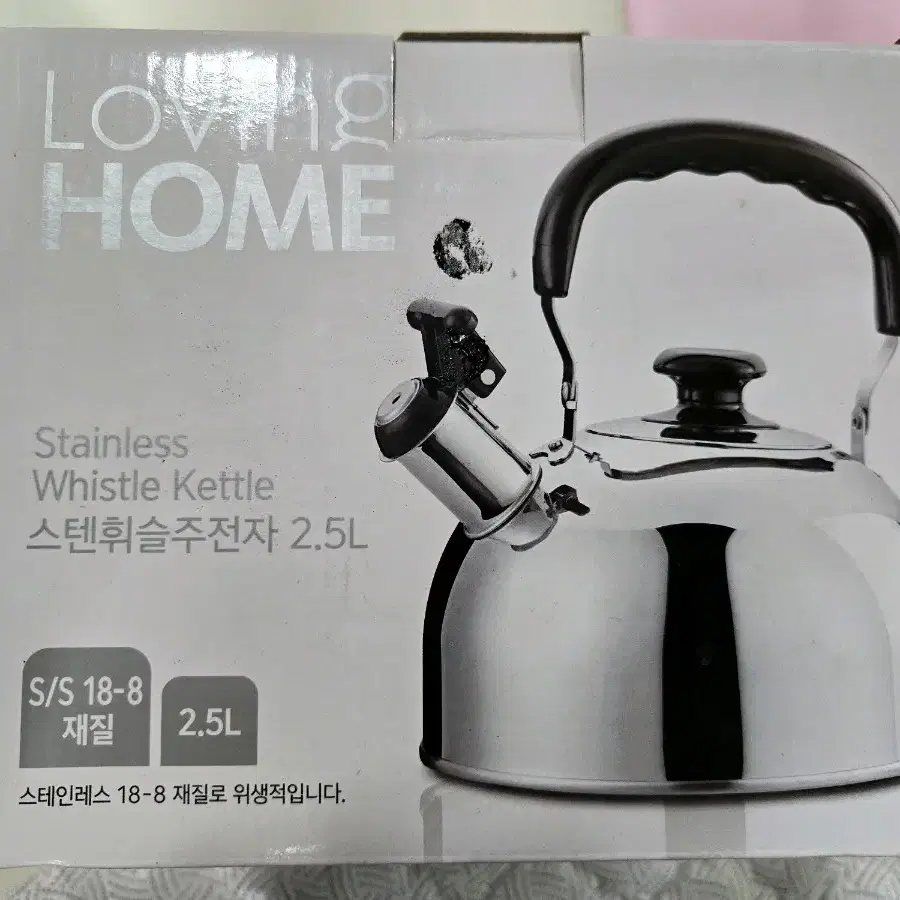 Loving
HOME
Stainless
Whistle Kettle
스텐휘슬주전자 2.5L
S/S 18-8
재질
2.5L
스테인레스 18-8 재질로 위생적입니다.